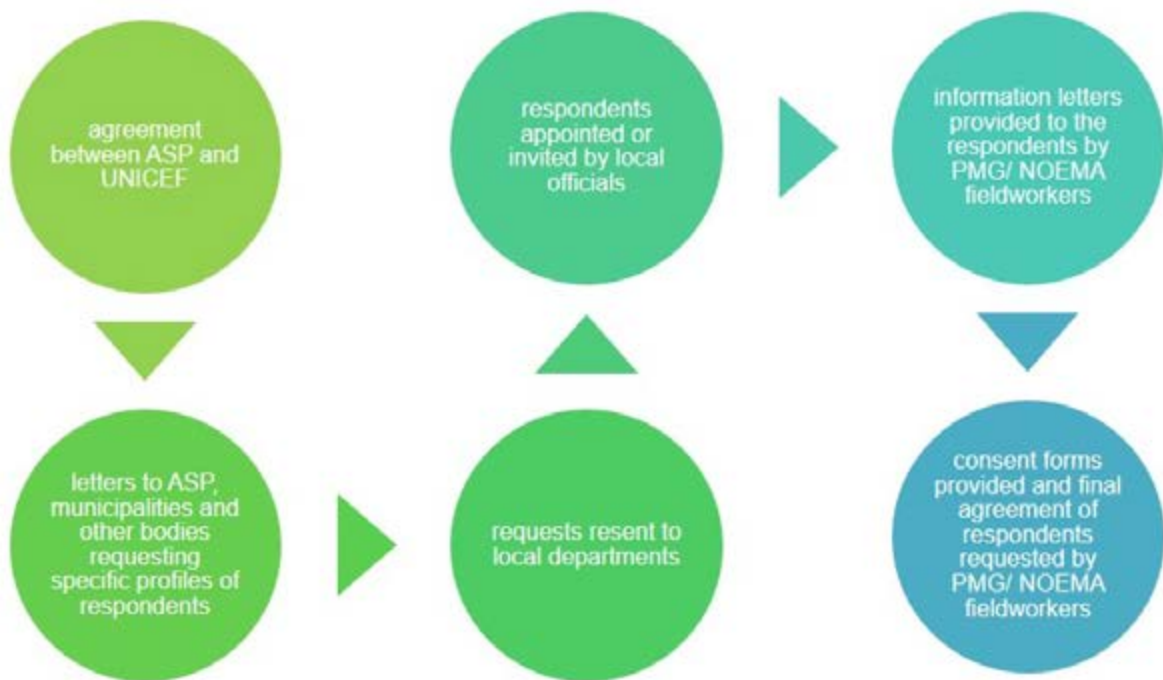 agreement
between ASP and
UNICEF
letters to ASP,
municipalities and
other bodies
requesting
specific profiles of
respondents
requests resent to
local departments
respondents
appointed or
invited by local
officials
information letters
provided to the
respondents by
PMG/ NOEMA
fieldworkers
consent forms
provided and final
agreement of
respondents
requested by
PMG/ NOEMA
fieldworkers